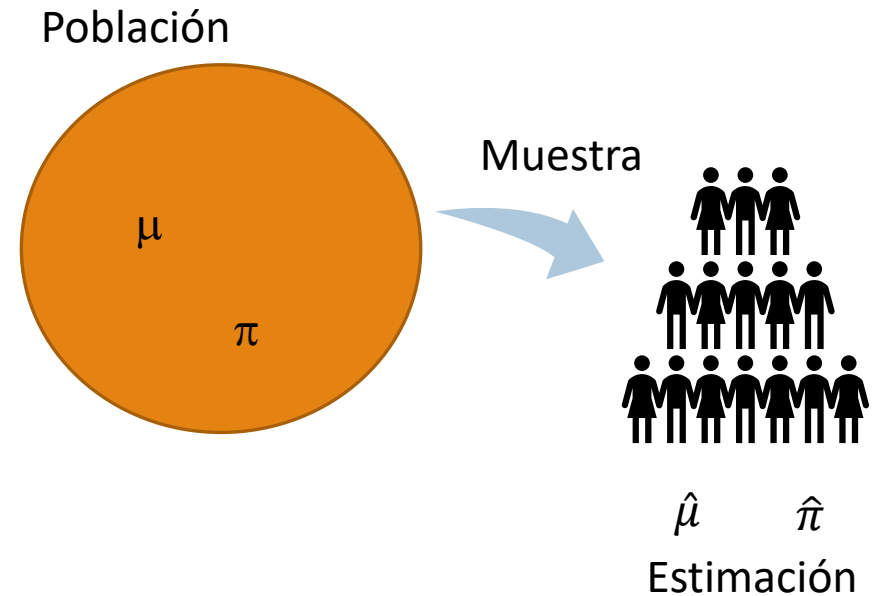 Población
Muestra
μ
π
μ̂ π̂
Estimación